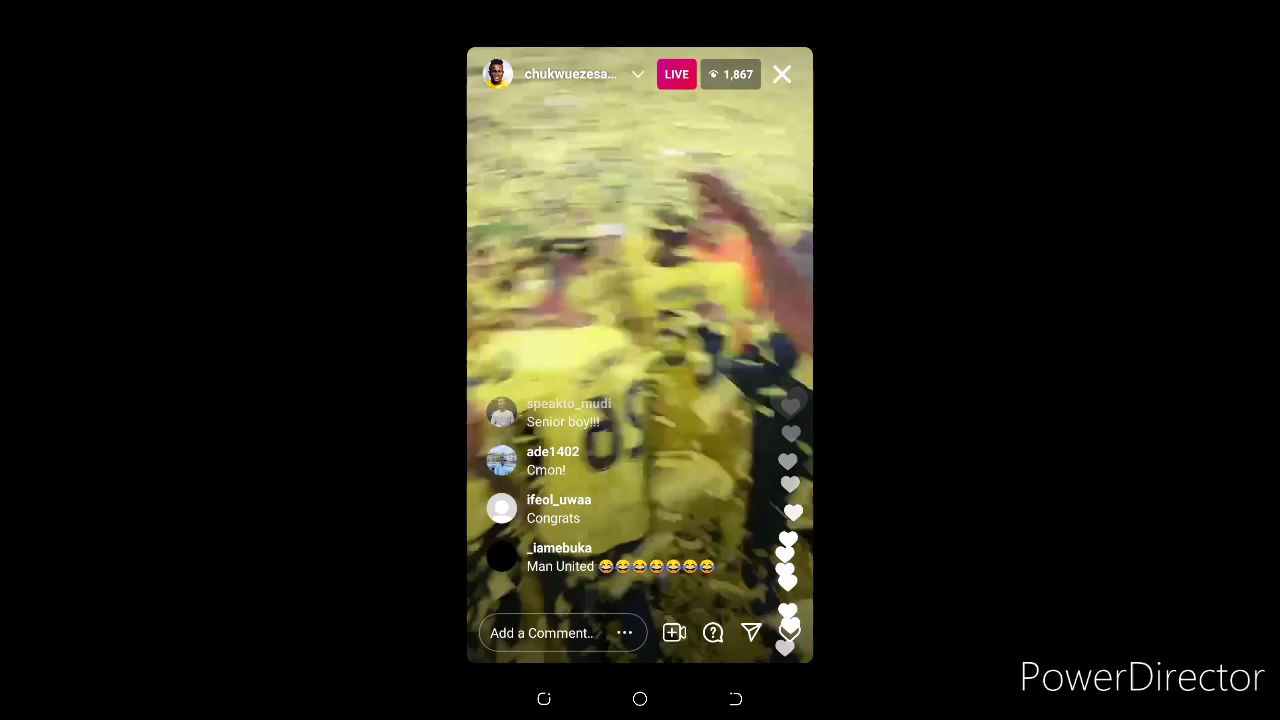 chukwuezesa...
LIVE
1,867
speakto_mudi
Senior boy!!!
ade1402
Cmon!
ifeol_uwaa
Congrats
_iamebuka
Man United 😂😂😂😂😂😂😂
Add a Comment..
PowerDirector